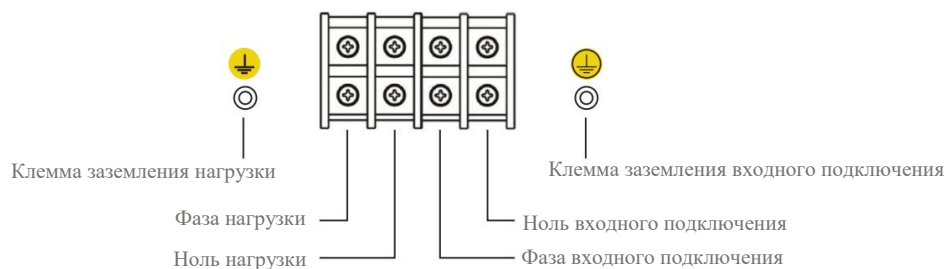 Клемма заземления нагрузки
Клемма заземления входного подключения
Фаза нагрузки
Ноль входного подключения
Ноль нагрузки
Фаза входного подключения